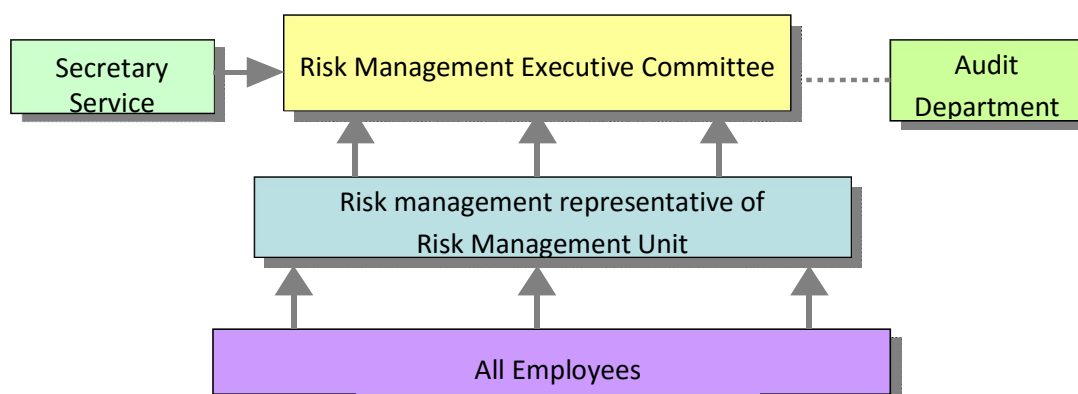 Secretary
Service
Risk Management Executive Committee
Audit
Department
Risk management representative of
Risk Management Unit
All Employees